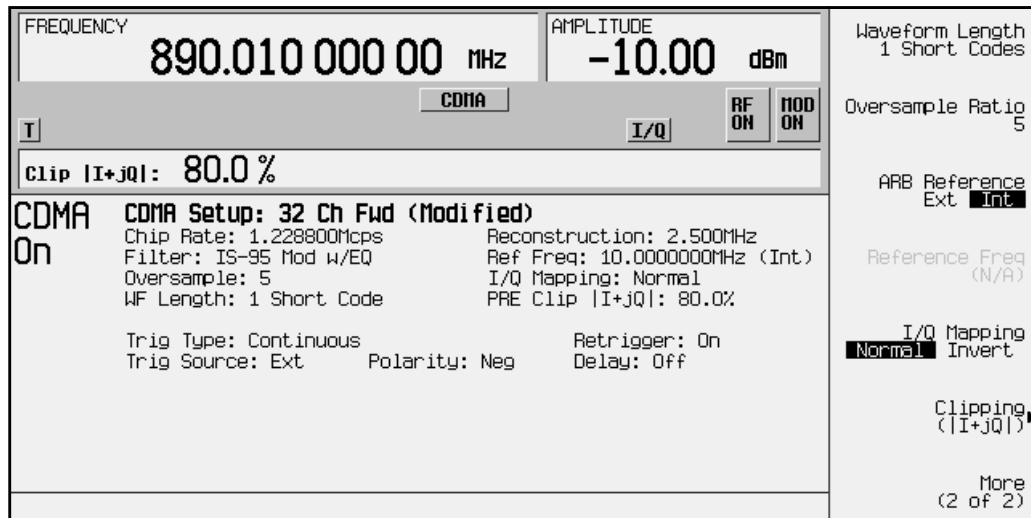 FREQUENCY
890.010 000 00 MHz
AMPLITUDE
-10.00 dBm
CDMA
RF ON
MOD ON
T
I/Q
Clip |I+jQ|: 80.0 %
CDMA On
CDMA Setup: 32 Ch Fwd (Modified)
Chip Rate: 1.228800Mcps
Reconstruction: 2.500MHz
Filter: IS-95 Mod w/EQ
Ref Freq: 10.0000000MHz (Int)
Oversample: 5
I/Q Mapping: Normal
WF Length: 1 Short Code
PRE Clip |I+jQ|: 80.0%
Trig Type: Continuous
Retrigger: On
Trig Source: Ext
Polarity: Neg
Delay: Off
Waveform Length
1 Short Codes
Oversample Ratio
5
ARB Reference
Ext Int
Reference Freq
(N/A)
I/Q Mapping
Normal Invert
Clipping
(|I+jQ|)
More
(2 of 2)